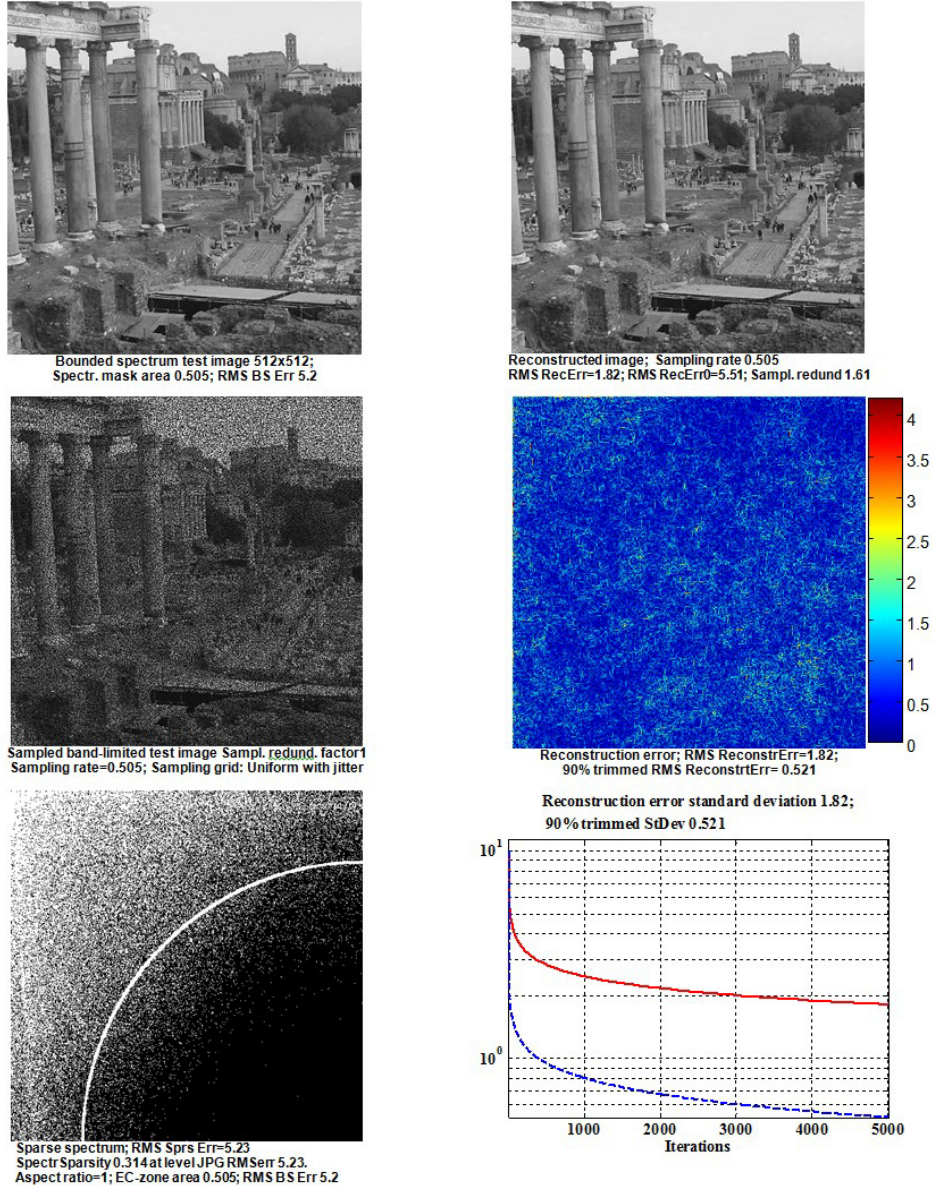 Bounded spectrum test image 512x512;
Spectr. mask area 0.505; RMS BS Err 5.2
Reconstructed image; Sampling rate 0.505
RMS RecErr=1.82; RMS RecErr0=5.51; Sampl. redund 1.61
Sampled band-limited test image Sampl. redund. factor1
Sampling rate=0.505; Sampling grid: Uniform with jitter
4
3.5
3
2.5
2
1.5
1
0.5
0
Reconstruction error; RMS ReconstrErr=1.82;
90% trimmed RMS ReconstrtErr= 0.521
Sparse spectrum; RMS Sprs Err=5.23
SpectrSparsity 0.314 at level JPG RMSerr 5.23.
Aspect ratio=1; EC-zone area 0.505; RMS BS Err 5.2
Reconstruction error standard deviation 1.82;
90% trimmed StDev 0.521
10^1
10^0
1000 2000 3000 4000 5000
Iterations